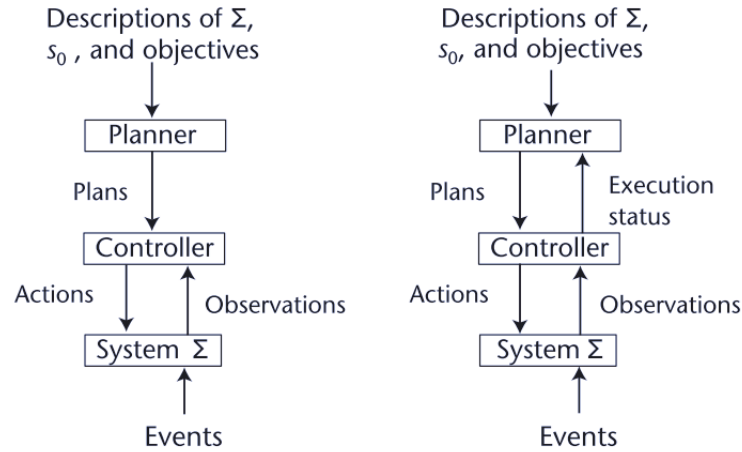 Descriptions of Σ,
s₀ , and objectives
Planner
Plans
Controller
Actions
Observations
System Σ
Events
Descriptions of Σ,
s₀, and objectives
Planner
Plans
Execution
status
Controller
Actions
Observations
System Σ
Events